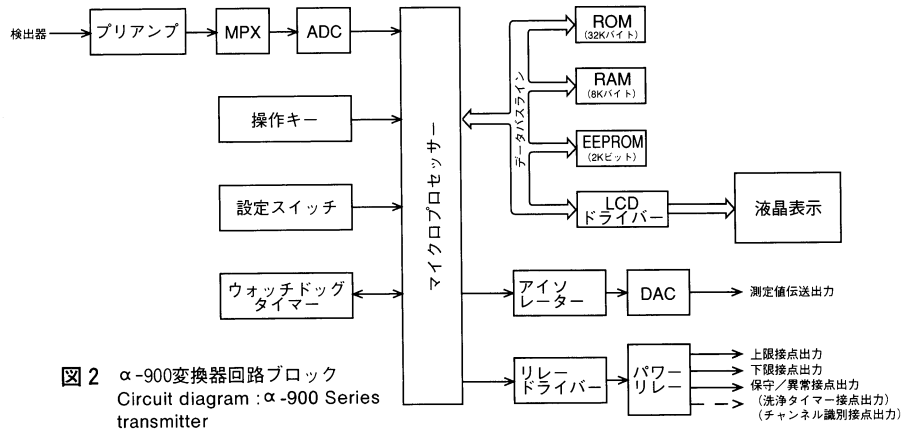 検出器
プリアンプ
MPX
ADC
操作キー
設定スイッチ
ウォッチドッグ
タイマー
マイクロプロセッサー
データバスライン
ROM
(32Kバイト)
RAM
(8Kバイト)
EEPROM
(2Kビット)
LCD
ドライバー
液晶表示
アイソ
レーター
DAC
測定値伝送出力
リレー
ドライバー
パワー
リレー
上限接点出力
下限接点出力
保守/異常接点出力
(洗浄タイマー接点出力)
(チャンネル識別接点出力)
図2 α-900変換器回路ブロック
Circuit diagram : α-900 Series
transmitter